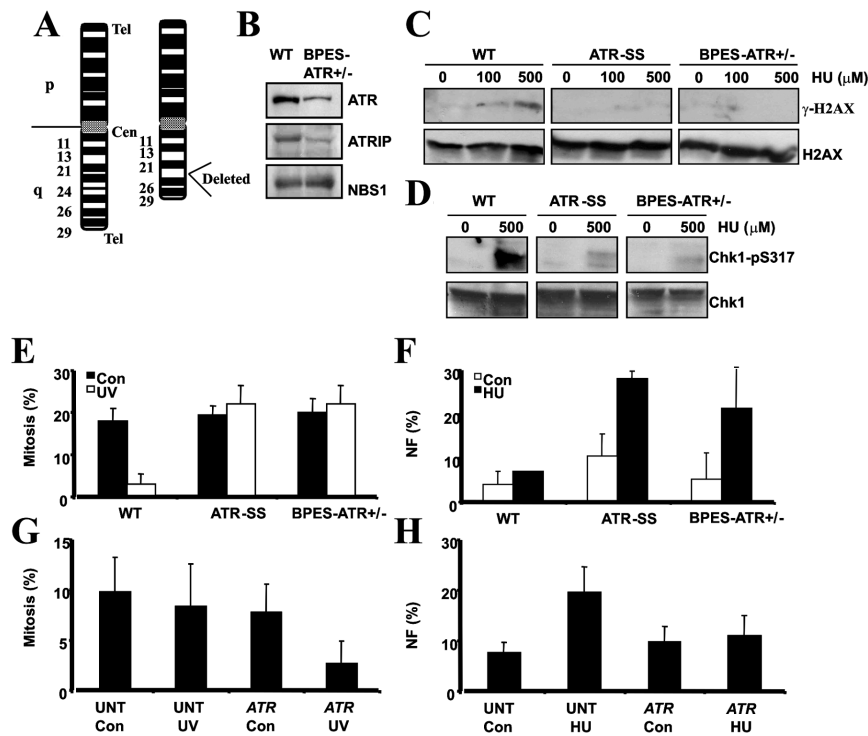 A
Tel
p
Cen
11
13
21
q
24
26
29
Tel
11
13
21
26
29
Deleted
B
WT BPES-
ATR+/-
ATR
ATRIP
NBS1
C
WT ATR-SS BPES-ATR+/-
0 100 500 0 100 500 0 100 500 HU (μM)
γ-H2AX
H2AX
D
WT ATR-SS BPES-ATR+/-
0 500 0 500 0 500 HU (μM)
Chk1-pS317
Chk1
E
Mitosis (%)
30
20
10
0
Con
UV
WT ATR-SS BPES-ATR+/-
F
NF (%)
30
20
10
0
Con
HU
WT ATR-SS BPES-ATR+/-
G
Mitosis (%)
15
10
5
0
UNT UNT ATR ATR
Con UV Con UV
H
NF (%)
30
20
10
0
UNT UNT ATR ATR
Con HU Con HU